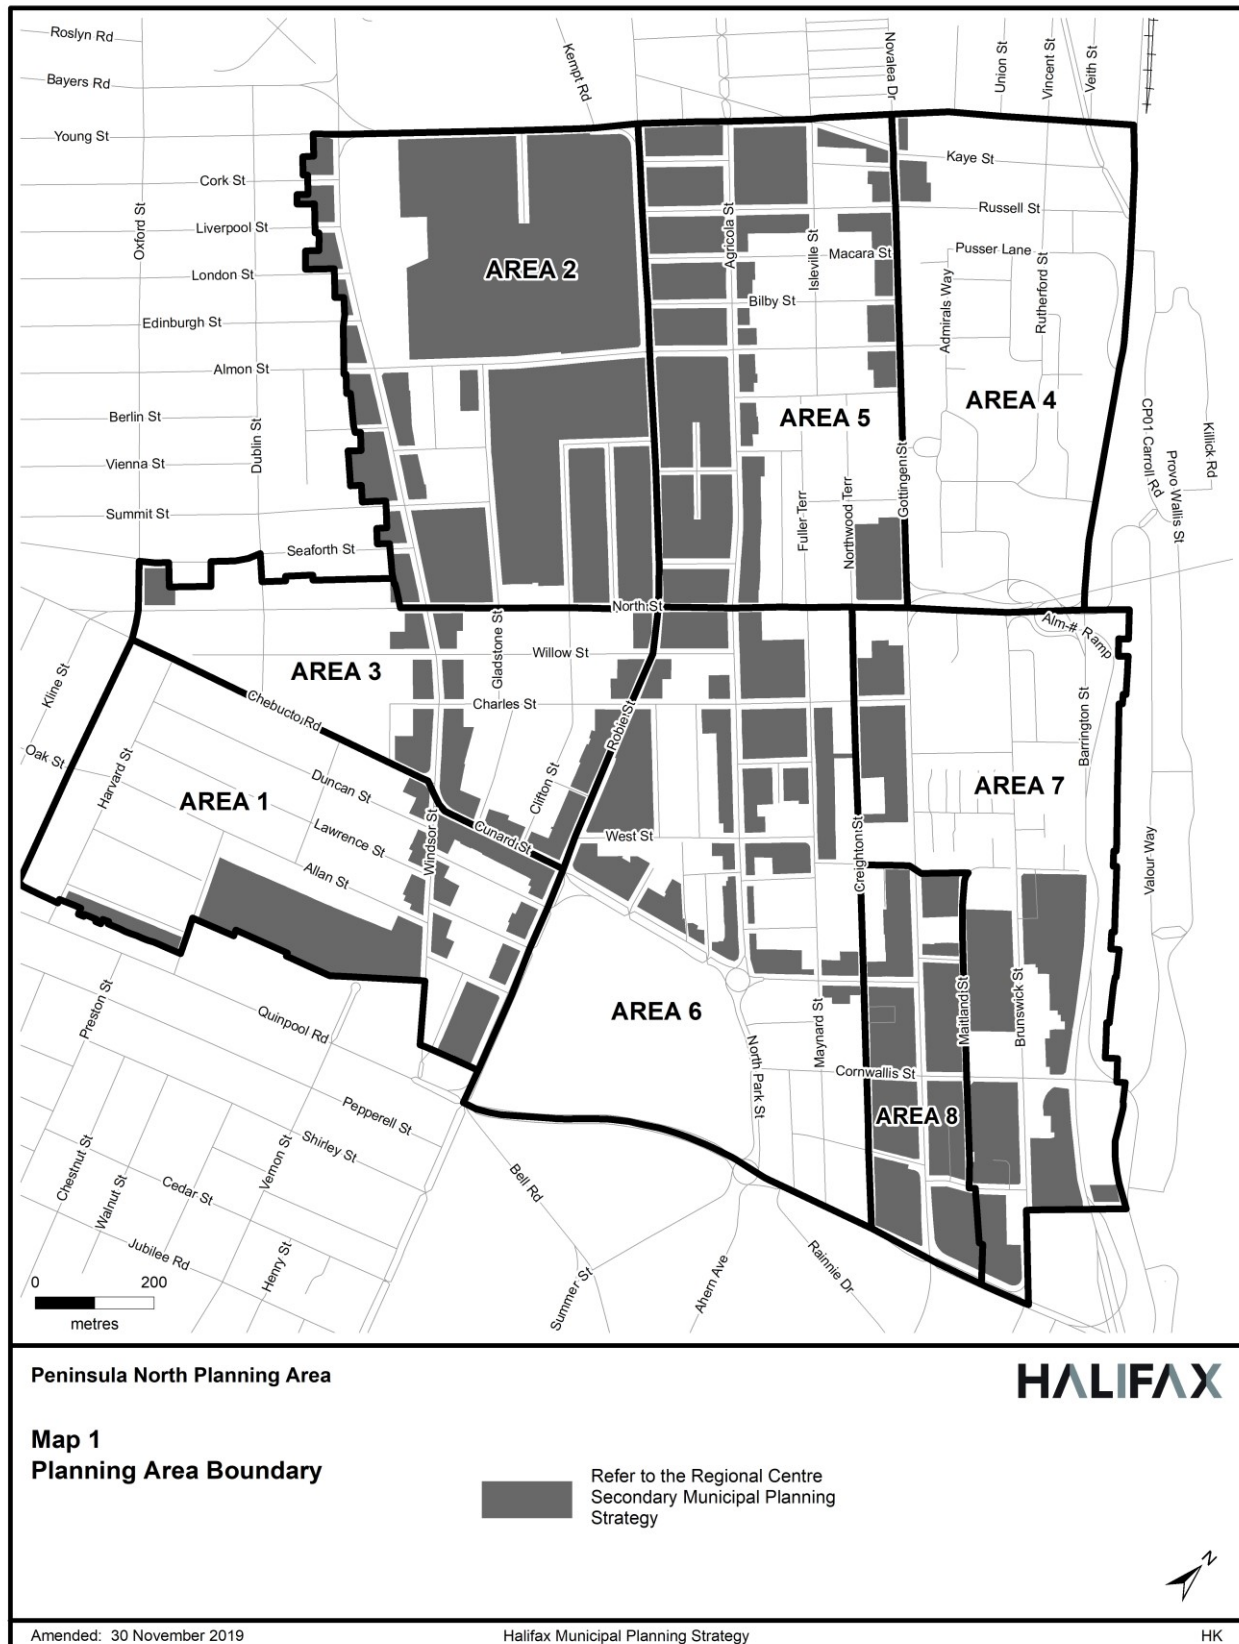 Roslyn Rd
Bayers Rd
Young St
Cork St
Liverpool St
London St
Edinburgh St
Almon St
Berlin St
Vienna St
Summit St
Seaforth St
Oxford St
Dublin St
Kempt Rd
Novalea Dr
Union St
Vincent St
Veith St
Kaye St
Russell St
Pusser Lane
Macara St
Bilby St
Agricola St
Isleville St
Admirals Way
Rutherford St
AREA 2
AREA 5
AREA 4
Fuller Terr
Northwood Terr
Gottingen St
CP01 Carroll Rd
Provo Wallis St
Killick Rd
North St
Alm-# Ramp
Willow St
Gladstone St
AREA 3
Charles St
Kline St
Oak St
Harvard St
Chebucto Rd
Duncan St
Lawrence St
Allan St
AREA 1
Windsor St
Cunard St
Clifton St
Robie St
West St
Creighton St
AREA 7
Barrington St
Valour Way
Maitland St
Brunswick St
AREA 6
Maynard St
North Park St
Cornwallis St
AREA 8
Preston St
Quinpool Rd
Pepperell St
Shirley St
Chestnut St
Walnut St
Cedar St
Vernon St
Jubilee Rd
Henry St
Bell Rd
Summer St
Ahern Ave
Rainnie Dr
0 200
metres
Peninsula North Planning Area
HALIFAX
Map 1
Planning Area Boundary
Refer to the Regional Centre
Secondary Municipal Planning
Strategy
N
Amended: 30 November 2019 Halifax Municipal Planning Strategy HK